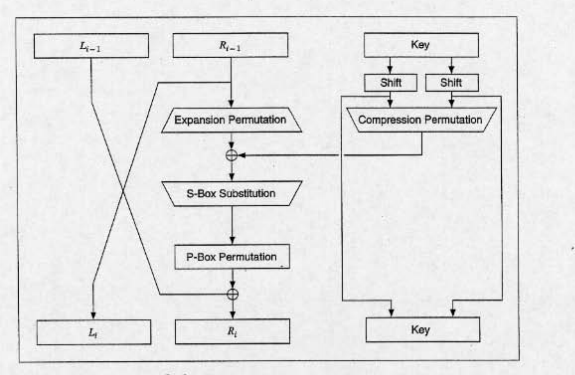 L_{i-1}
R_{i-1}
Key
Shift Shift
Expansion Permutation
Compression Permutation
S-Box Substitution
P-Box Permutation
L_i
R_i
Key